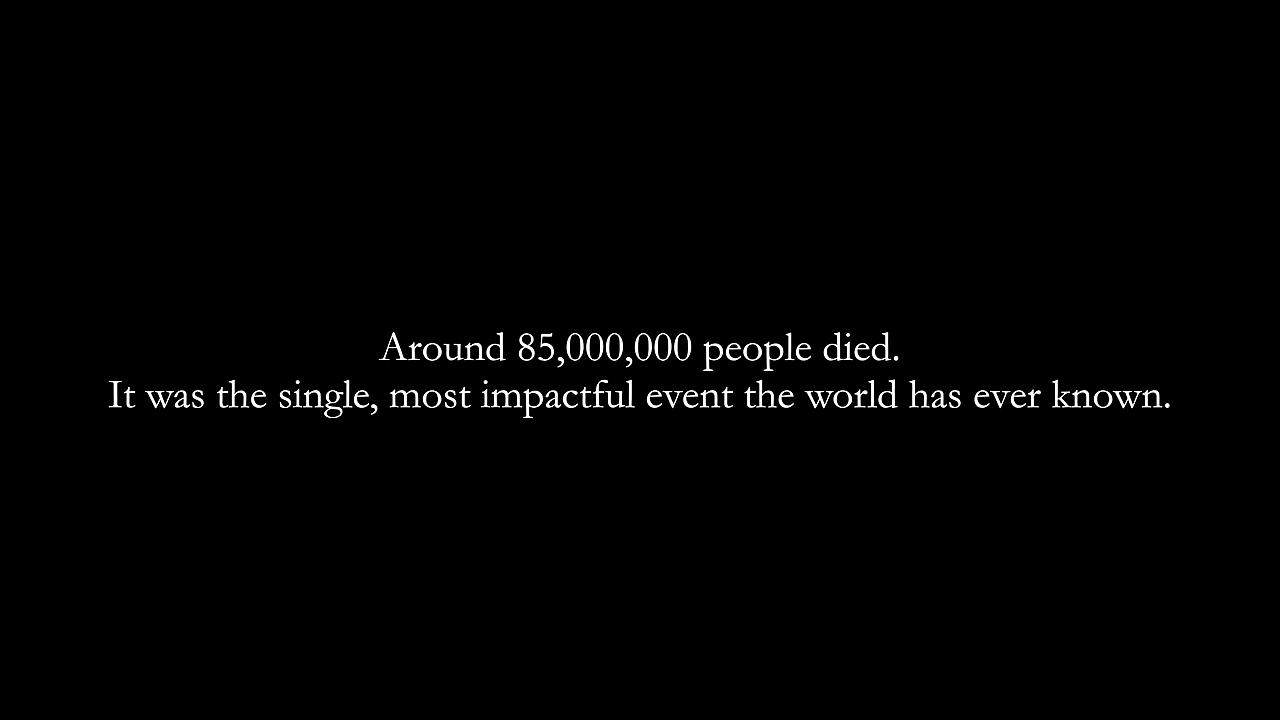 Around 85,000,000 people died.
It was the single, most impactful event the world has ever known.